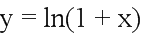 y = ln(1 + x)